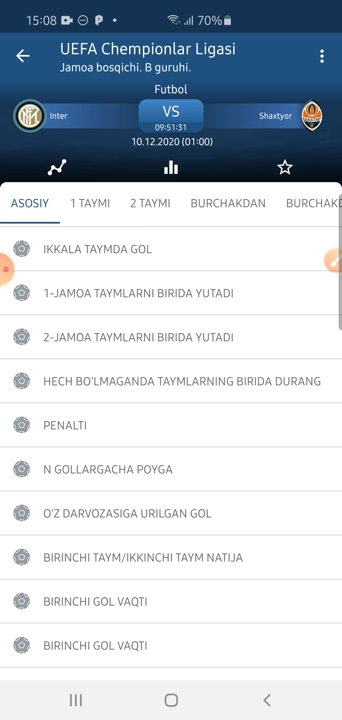 15:08 70%
UEFA Chempionlar Ligasi
Jamoa bosqichi. B guruhi.
Futbol
Inter VS Shaxtyor
09:51:31
10.12.2020 (01:00)
ASOSIY 1 TAYMI 2 TAYMI BURCHAKDAN BURCHAKD
IKKALA TAYMDA GOL
1-JAMOA TAYMLARNI BIRIDA YUTADI
2-JAMOA TAYMLARNI BIRIDA YUTADI
HECH BO'LMAGANDA TAYMLARNING BIRIDA DURANG
PENALTI
N GOLLARGACHA POYGA
O'Z DARVOZASIGA URILGAN GOL
BIRINCHI TAYM/IKKINCHI TAYM NATIJA
BIRINCHI GOL VAQTI
BIRINCHI GOL VAQTI